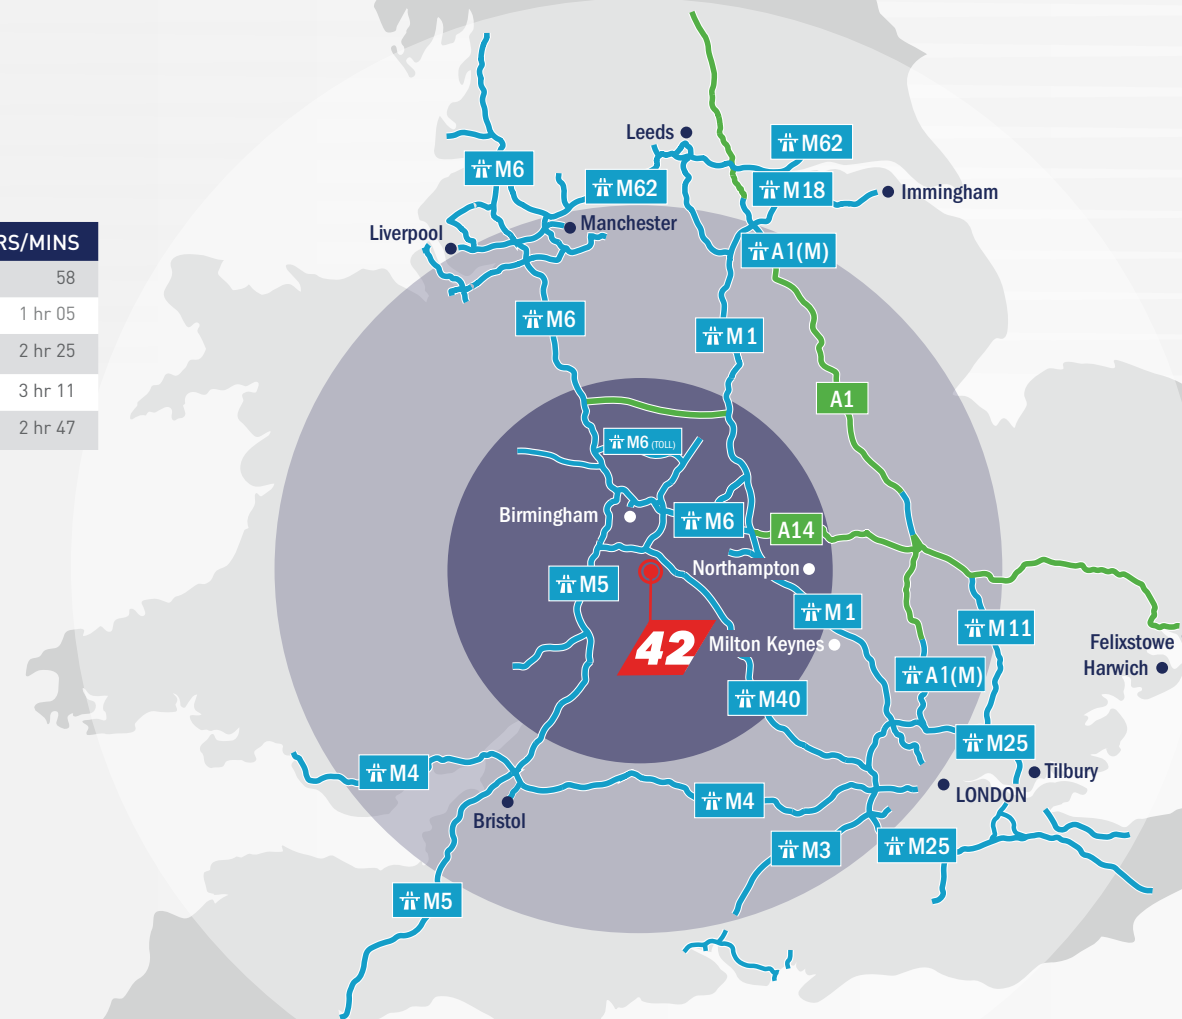 RS/MINS
58
1 hr 05
2 hr 25
3 hr 11
2 hr 47
Leeds
M62
M6
M62
M18
Immingham
Liverpool
Manchester
A1(M)
M6
M1
A1
M6 (TOLL)
Birmingham
M6
A14
Northampton
M5
M1
M11
42
Milton Keynes
Felixstowe
Harwich
A1(M)
M40
M25
M4
Tilbury
M4
LONDON
Bristol
M3
M25
M5